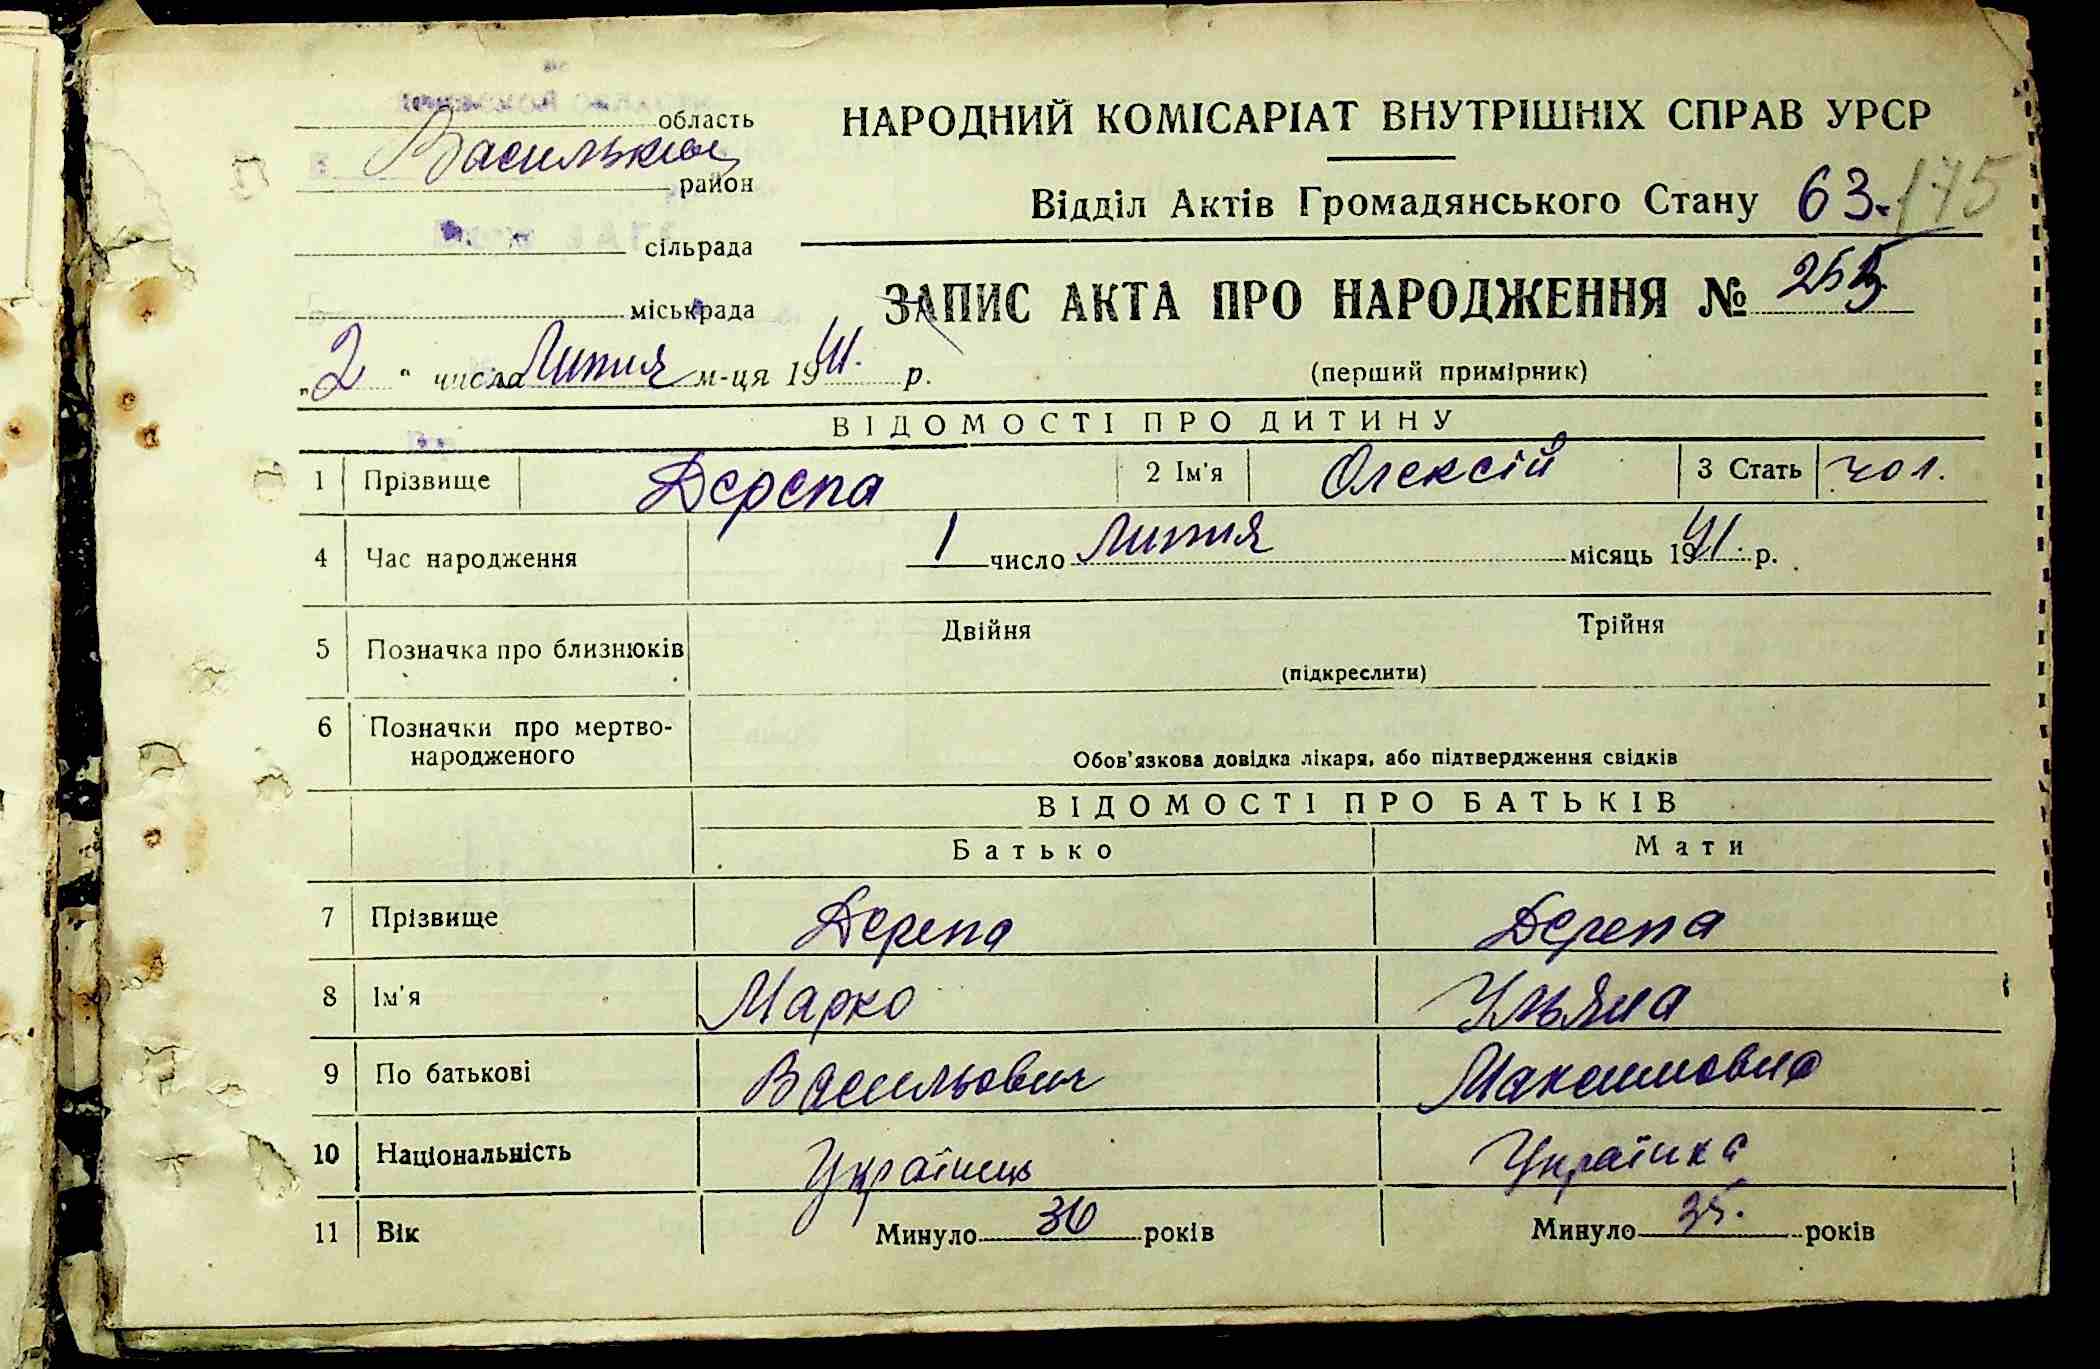 область
Васильків
район
сільрада
міськрада
НАРОДНИЙ КОМІСАРІАТ ВНУТРІШНІХ СПРАВ УРСР
Відділ Актів Громадянського Стану 63. 175
ЗАПИС АКТА ПРО НАРОДЖЕННЯ №
(перший примірник)
„2“ числа Липня м-ця 1941. р.
ВІДОМОСТІ ПРО ДИТИНУ
1 Прізвище Дерепа 2 Ім'я Олексій 3 Стать чол.
4 Час народження 1 число Липня місяць 1941. р.
5 Позначка про близнюків Двійня Трійня
(підкреслити)
6 Позначки про мертво-
народженого Обов'язкова довідка лікаря, або підтвердження свідків
ВІДОМОСТІ ПРО БАТЬКІВ
Батько Мати
7 Прізвище Дерепа Дерепа
8 Ім'я Марко Ульяна
9 По батькові Васильович Максимовна
10 Національність Українець Українка
11 Вік Минуло 36 років Минуло 35. років